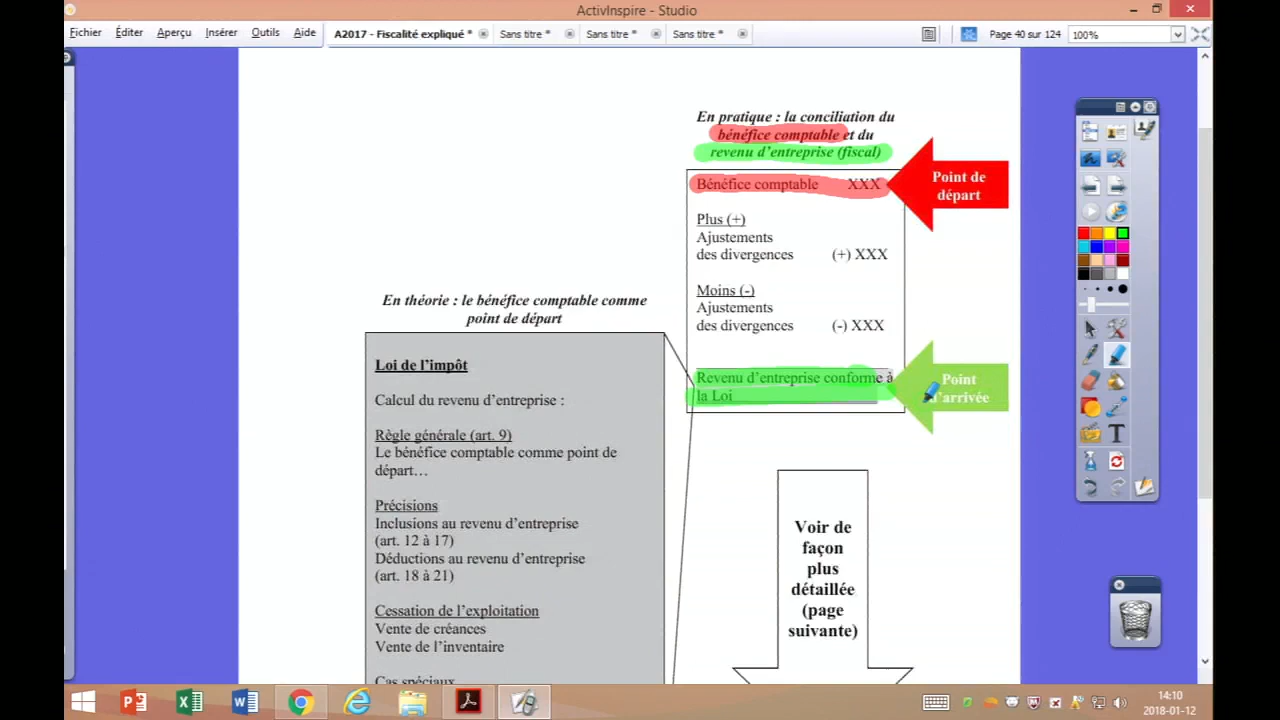 ActivInspire - Studio
Fichier Éditer Aperçu Insérer Outils Aide
A2017 - Fiscalité expliqué * Sans titre * Sans titre * Sans titre *
Page 40 sur 124 100%
En pratique : la conciliation du
bénéfice comptable et du
revenu d'entreprise (fiscal)
Bénéfice comptable XXX
Point de
départ
Plus (+)
Ajustements
des divergences (+) XXX
Moins (-)
Ajustements
des divergences (-) XXX
Revenu d'entreprise conforme à
la Loi
Point
d'arrivée
En théorie : le bénéfice comptable comme
point de départ
Loi de l'impôt
Calcul du revenu d'entreprise :
Règle générale (art. 9)
Le bénéfice comptable comme point de
départ…
Précisions
Inclusions au revenu d'entreprise
(art. 12 à 17)
Déductions au revenu d'entreprise
(art. 18 à 21)
Cessation de l'exploitation
Vente de créances
Vente de l'inventaire
Cas spéciaux
Voir de
façon
plus
détaillée
(page
suivante)
14:10
2018-01-12